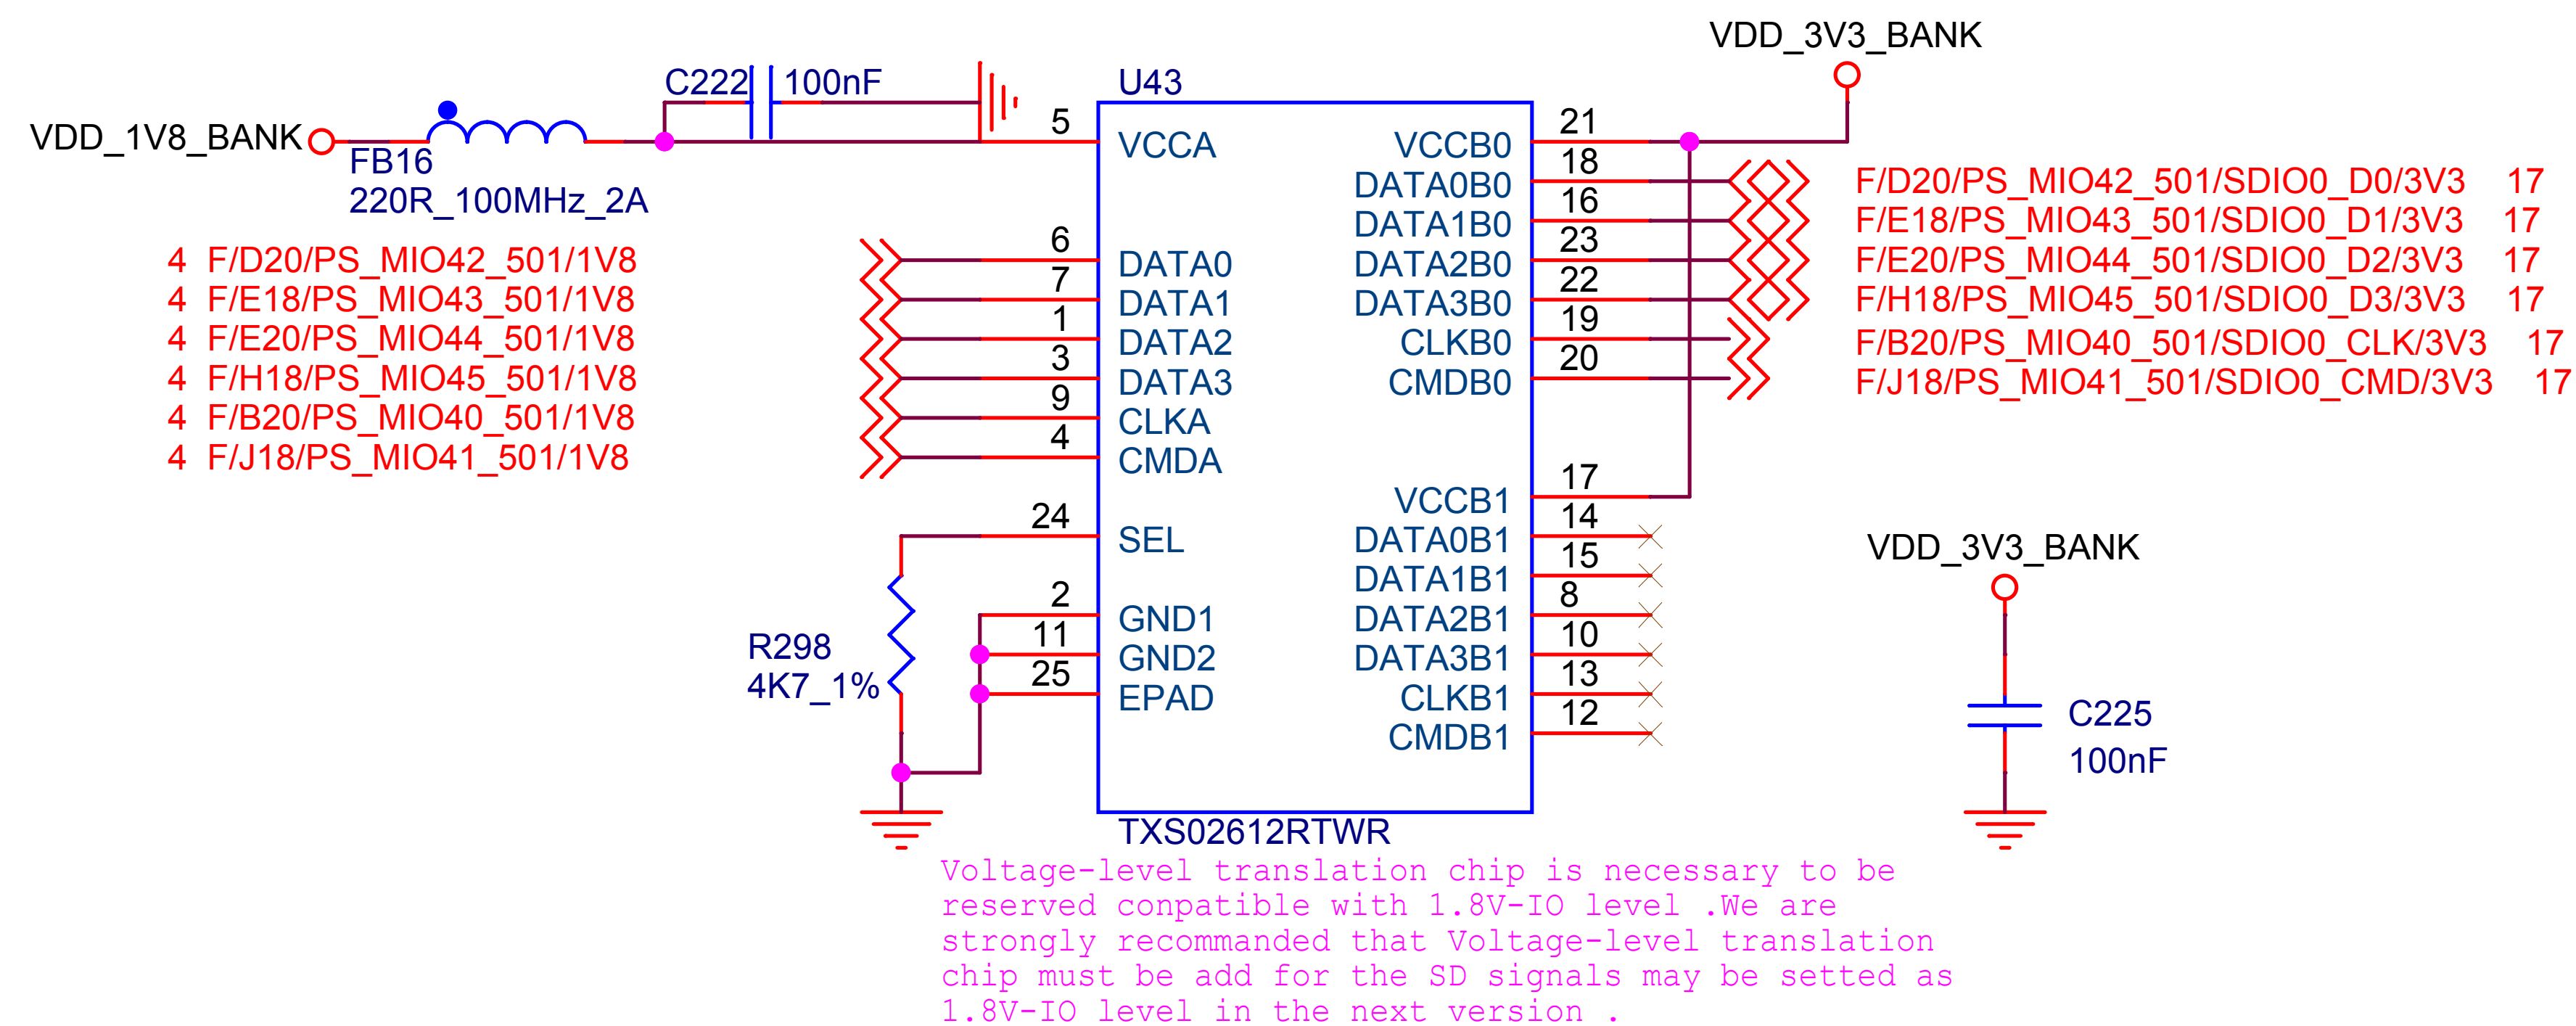 VDD_3V3_BANK
C222 100nF
U43
VDD_1V8_BANK
FB16
220R_100MHz_2A
5 VCCA
VCCB0 21
DATA0B0 18
F/D20/PS_MIO42_501/SDIO0_D0/3V3 17
DATA1B0 16
F/E18/PS_MIO43_501/SDIO0_D1/3V3 17
4 F/D20/PS_MIO42_501/1V8
6 DATA0
DATA2B0 23
F/E20/PS_MIO44_501/SDIO0_D2/3V3 17
4 F/E18/PS_MIO43_501/1V8
7 DATA1
DATA3B0 22
F/H18/PS_MIO45_501/SDIO0_D3/3V3 17
4 F/E20/PS_MIO44_501/1V8
1 DATA2
CLKB0 19
F/B20/PS_MIO40_501/SDIO0_CLK/3V3 17
4 F/H18/PS_MIO45_501/1V8
3 DATA3
CMDB0 20
F/J18/PS_MIO41_501/SDIO0_CMD/3V3 17
4 F/B20/PS_MIO40_501/1V8
9 CLKA
4 F/J18/PS_MIO41_501/1V8
4 CMDA
VCCB1 17
24 SEL
DATA0B1 14
DATA1B1 15
VDD_3V3_BANK
2 GND1
DATA2B1 8
11 GND2
DATA3B1 10
25 EPAD
CLKB1 13
R298
4K7_1%
CMDB1 12
C225
100nF
TXS02612RTWR
Voltage-level translation chip is necessary to be
reserved conpatible with 1.8V-IO level .We are
strongly recommanded that Voltage-level translation
chip must be add for the SD signals may be setted as
1.8V-IO level in the next version .